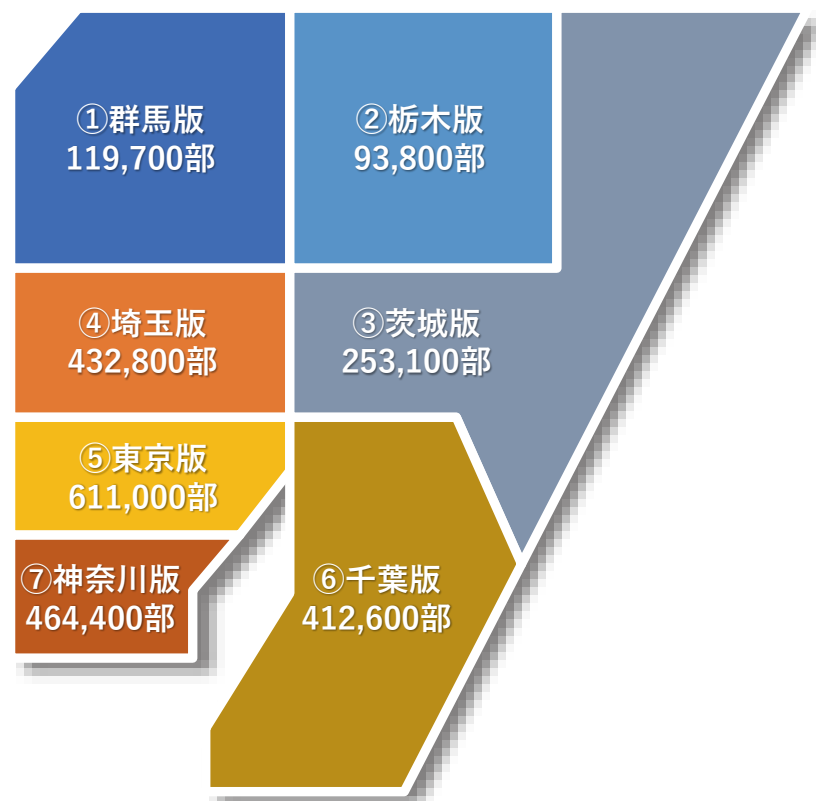 ①群馬版
119,700部
②栃木版
93,800部
④埼玉版
432,800部
③茨城版
253,100部
⑤東京版
611,000部
⑦神奈川版
464,400部
⑥千葉版
412,600部